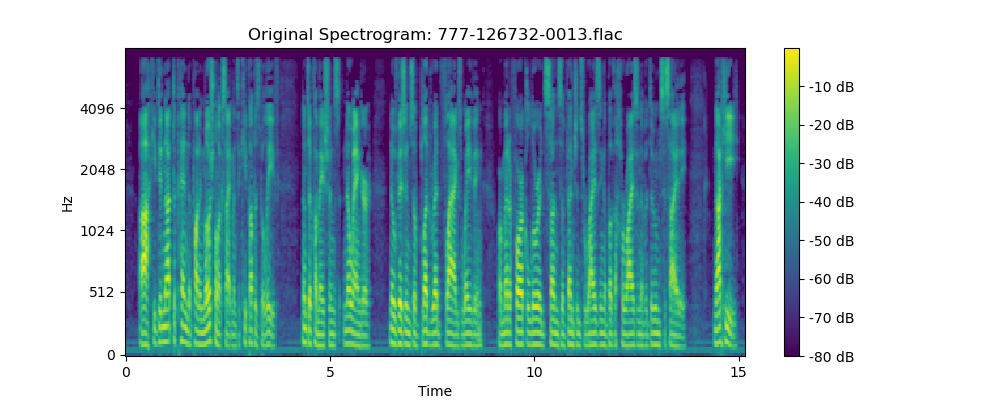 Original Spectrogram: 777-126732-0013.flac
Hz
4096
2048
1024
512
0
0 5 10 15
Time
-10 dB
-20 dB
-30 dB
-40 dB
-50 dB
-60 dB
-70 dB
-80 dB